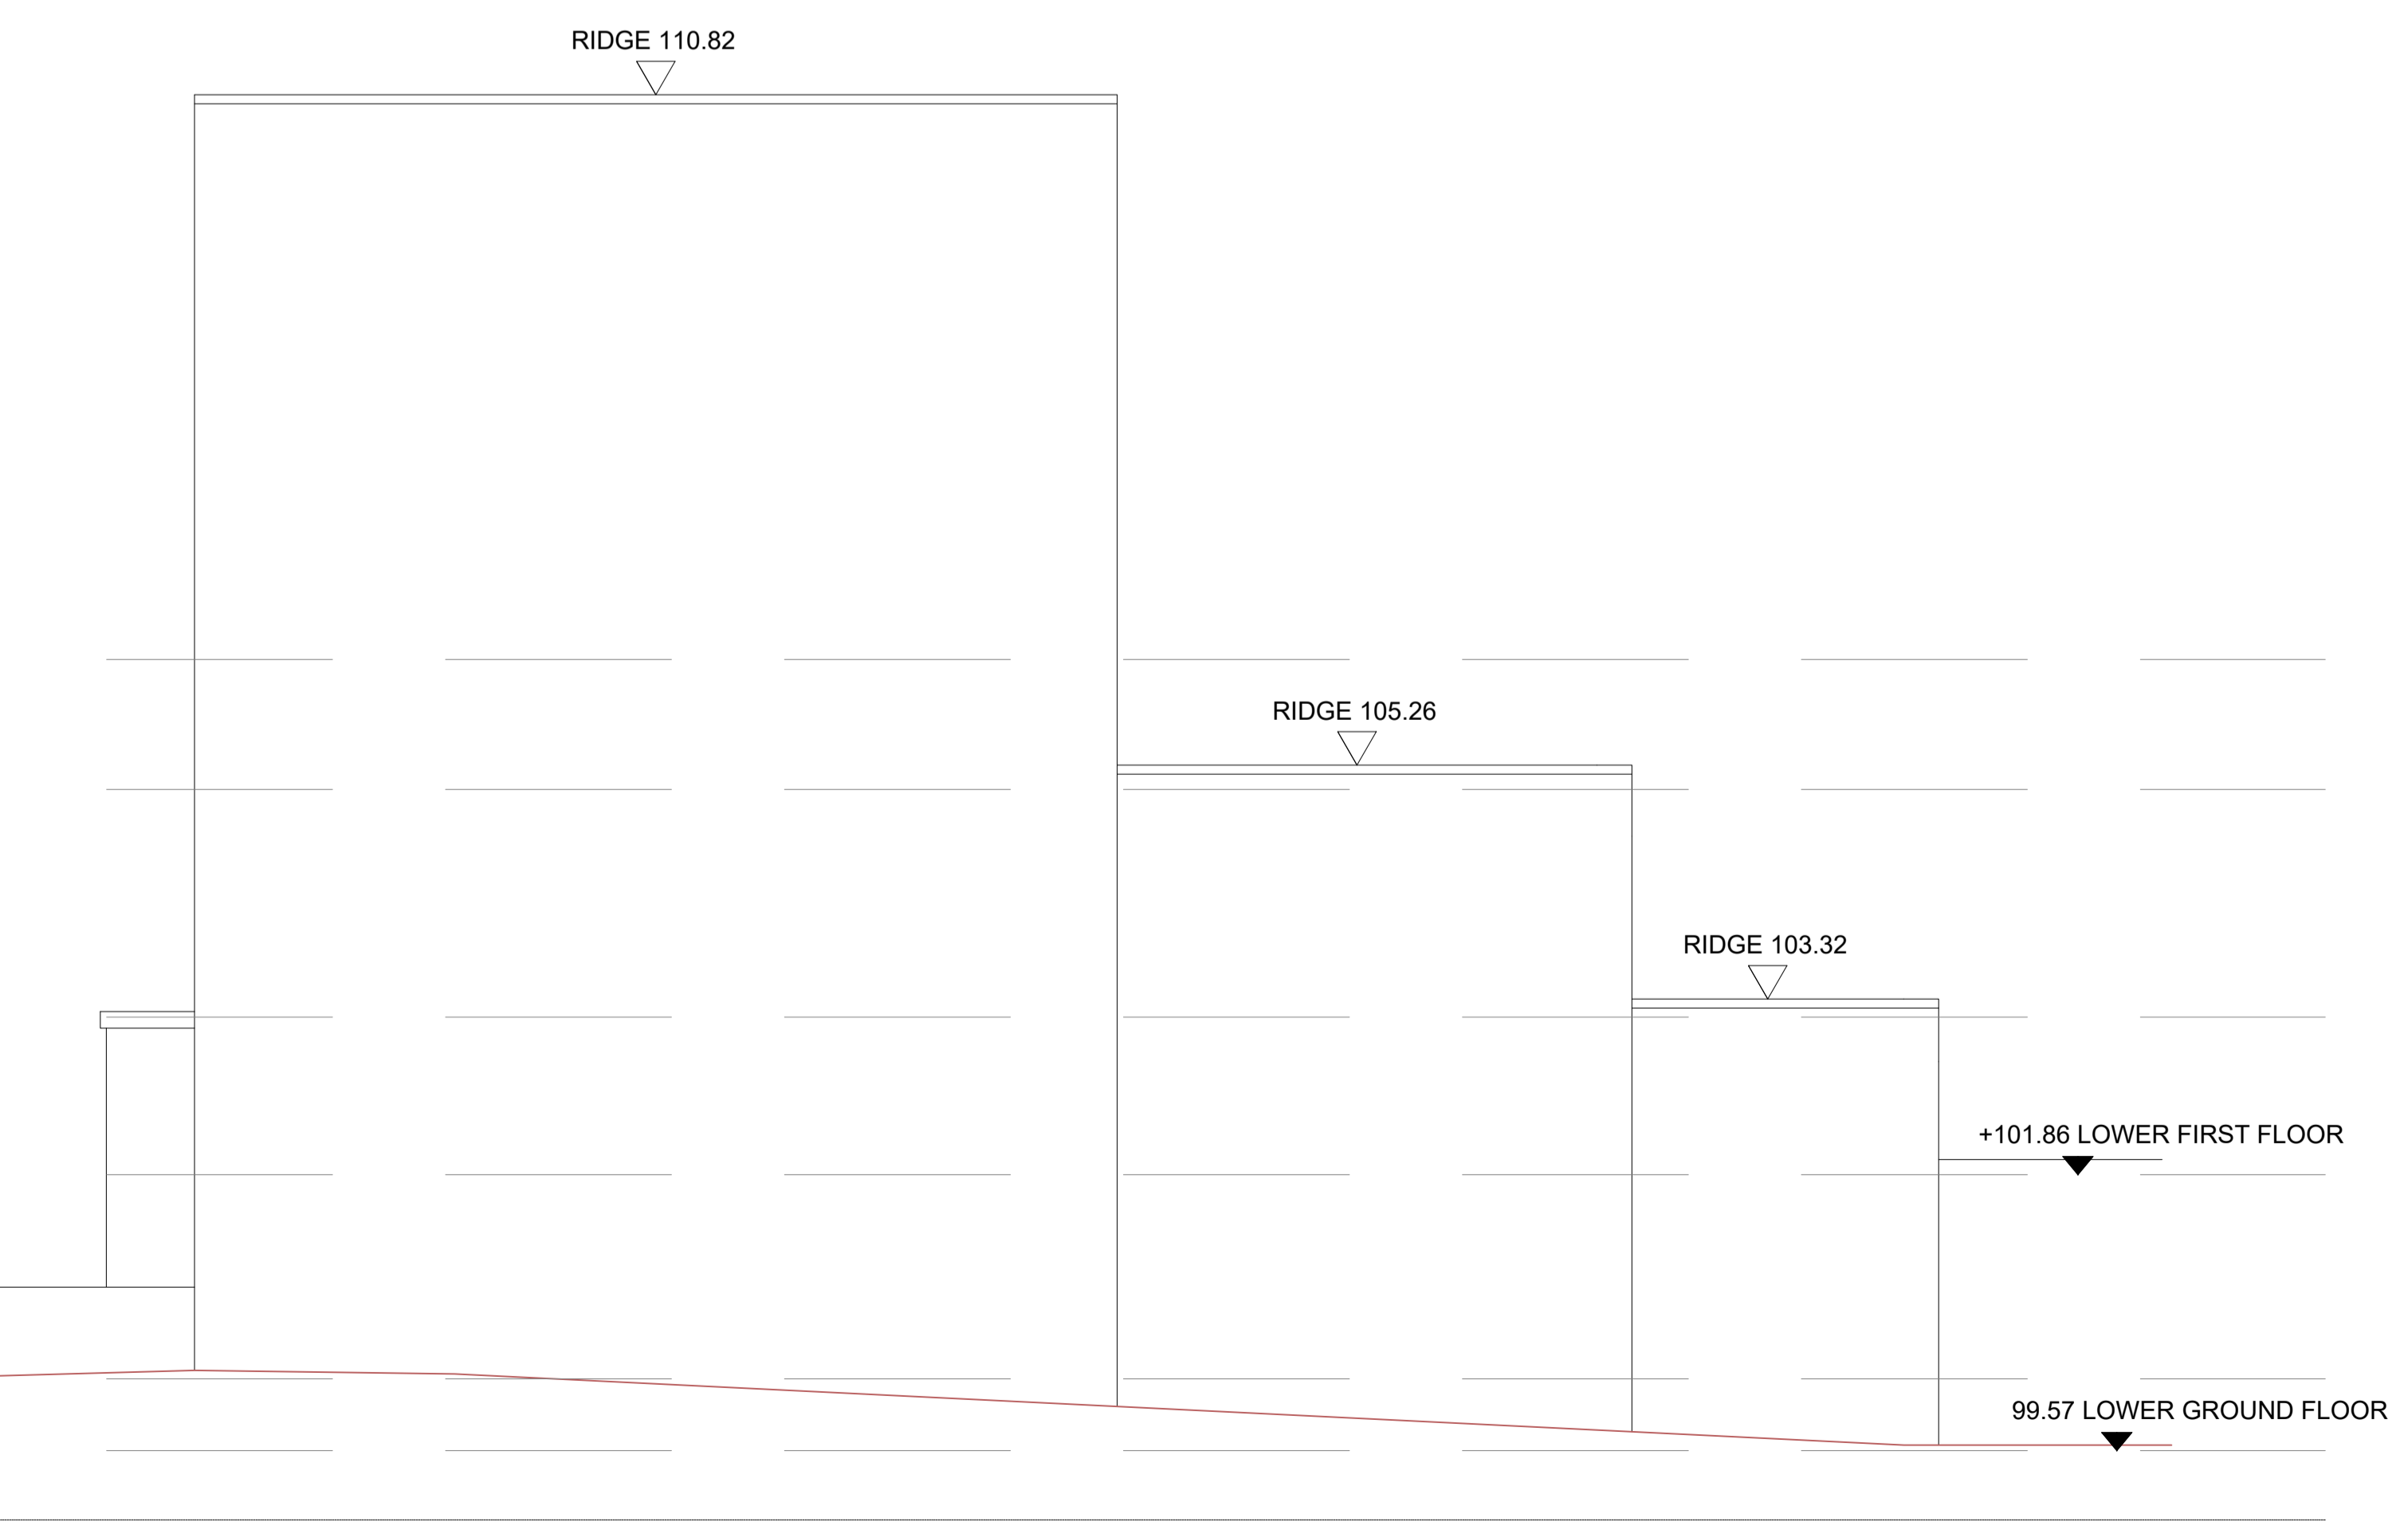 RIDGE 110.82
RIDGE 105.26
RIDGE 103.32
+101.86 LOWER FIRST FLOOR
99.57 LOWER GROUND FLOOR